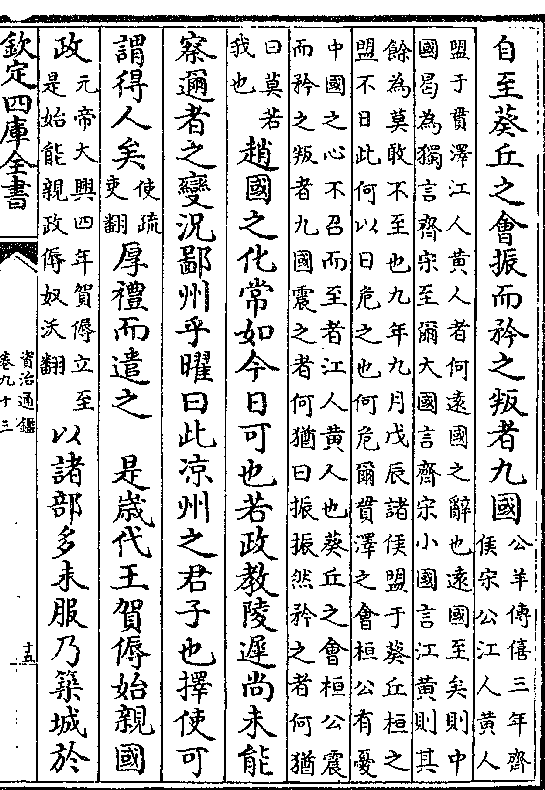 自至葵丘之會振而矜之叛者九國
公羊傳僖三年齊
侯宋公江人黃人
盟于貫澤江人黃人者何遠國之辭也遠國至矣則中
國曷為獨言齊宋至爾大國言齊宋小國言江黃則其
餘為莫敢不至也九年九月戊辰諸侯盟于葵丘桓之
盟不日此何以日危之也何危爾貫澤之會桓公有憂
中國之心不召而至者江人黃人也葵丘之會桓公震
而矜之叛者九國震之者何猶曰振振然矜之者何猶
曰莫若
我也
趙國之化常如今日可也若政教陵遲尚未能
察邇者之變況鄙州乎曜曰此凉州之君子也擇使可
謂得人矣
使疏
吏翻
厚禮而遣之　是嵗代王賀傉始親國
政
元帝大興四年賀傉立至
是始能親政傉奴沃翻
以諸部多未服乃築城於
欽定四庫全書
資治通鑑
卷九十三
十五